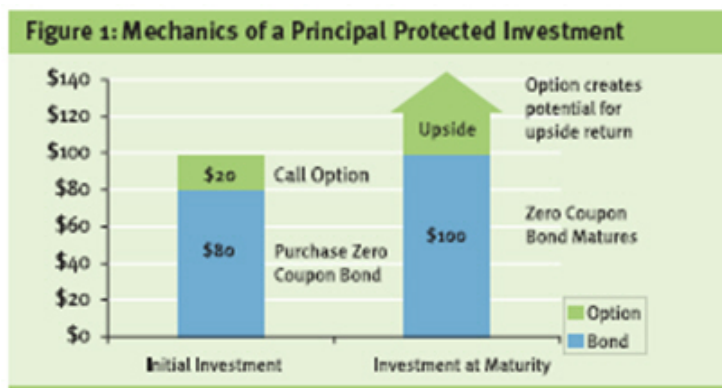 Figure 1: Mechanics of a Principal Protected Investment
$140
$120
$100
$80
$60
$40
$20
$0
$20
Call Option
$80
Purchase Zero
Coupon Bond
Initial Investment
Upside
$100
Investment at Maturity
Option creates
potential for
upside return
Zero Coupon
Bond Matures
Option
Bond